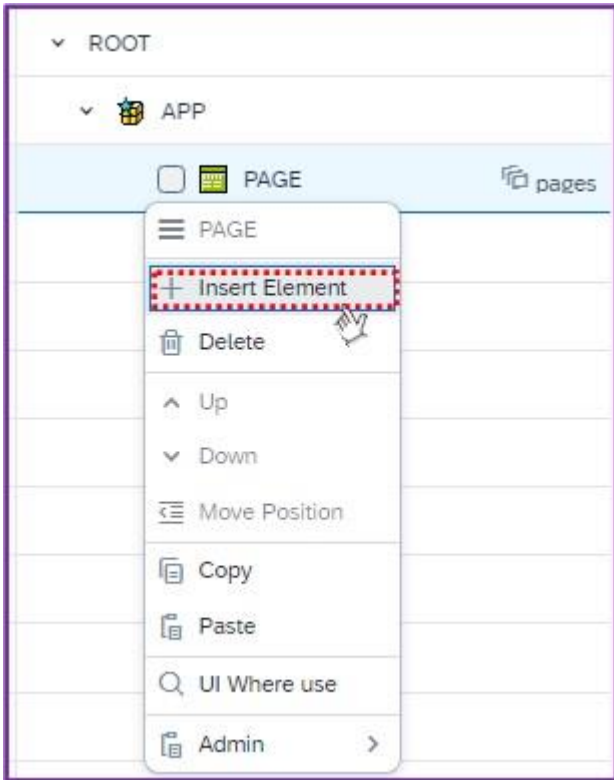 ROOT
APP
PAGE pages
PAGE
Insert Element
Delete
Up
Down
Move Position
Copy
Paste
UI Where use
Admin